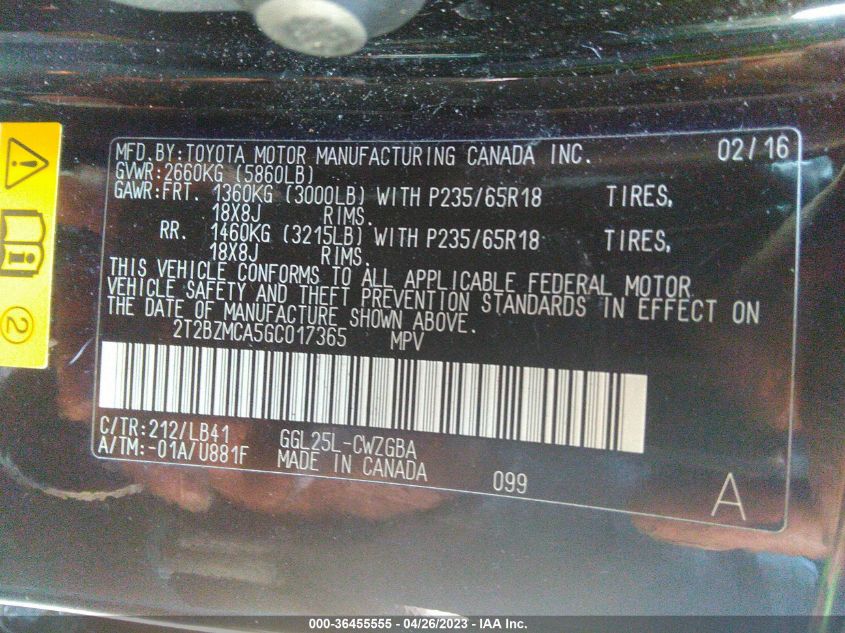 MFD.BY:TOYOTA MOTOR MANUFACTURING CANADA INC. 02/16
GVWR:2660KG (5860LB)
GAWR:FRT. 1360KG (3000LB) WITH P235/65R18 TIRES,
18X8J RIMS.
RR. 1460KG (3215LB) WITH P235/65R18 TIRES,
18X8J RIMS.
THIS VEHICLE CONFORMS TO ALL APPLICABLE FEDERAL MOTOR
VEHICLE SAFETY AND THEFT PREVENTION STANDARDS IN EFFECT ON
THE DATE OF MANUFACTURE SHOWN ABOVE.
2T2BZMCA5GC017365 MPV
C/TR:212/LB41 GGL25L-CWZGBA
A/TM:-01A/U881F MADE IN CANADA 099
A
2
000-36455555 - 04/26/2023 - IAA Inc.